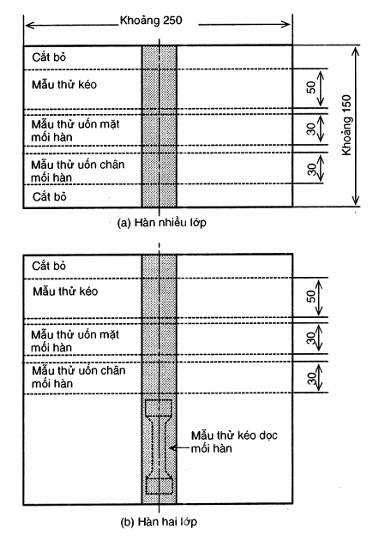 Khoảng 250
Cắt bỏ
Mẫu thử kéo
50
Mẫu thử uốn mặt
mối hàn
30
Khoảng 150
Mẫu thử uốn chân
mối hàn
30
Cắt bỏ
(a) Hàn nhiều lớp
Cắt bỏ
Mẫu thử kéo
50
Mẫu thử uốn mặt
mối hàn
30
Mẫu thử uốn chân
mối hàn
30
Mẫu thử kéo dọc
mối hàn
(b) Hàn hai lớp